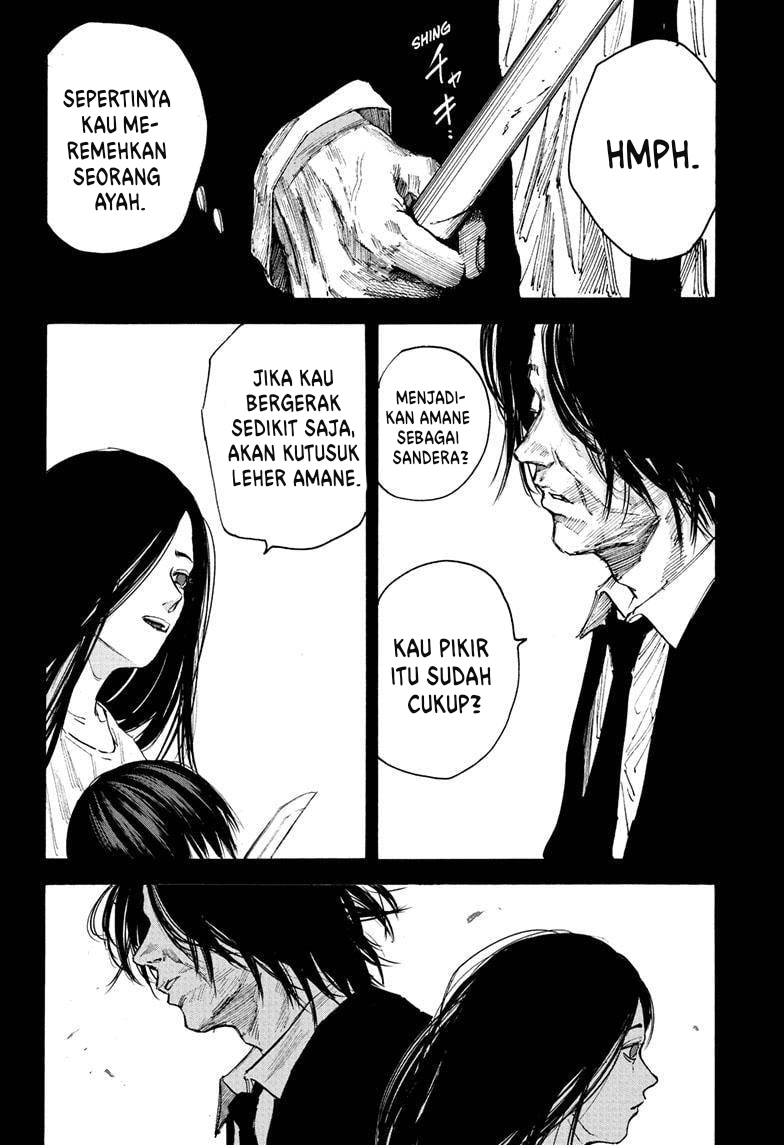 HMPH.
SHING
チャキ…
SEPERTINYA
KAU ME-
REMEHKAN
SEORANG
AYAH.
MENJADI-
KAN AMANE
SEBAGAI
SANDERA?
KAU PIKIR
ITU SUDAH
CUKUP?
JIKA KAU
BERGERAK
SEDIKIT SAJA,
AKAN KUTUSUK
LEHER AMANE.